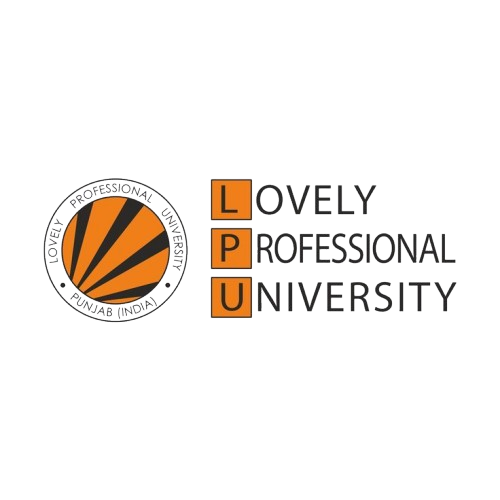 LOVELY PROFESSIONAL UNIVERSITY
• PUNJAB (INDIA) •
LOVELY
PROFESSIONAL
UNIVERSITY